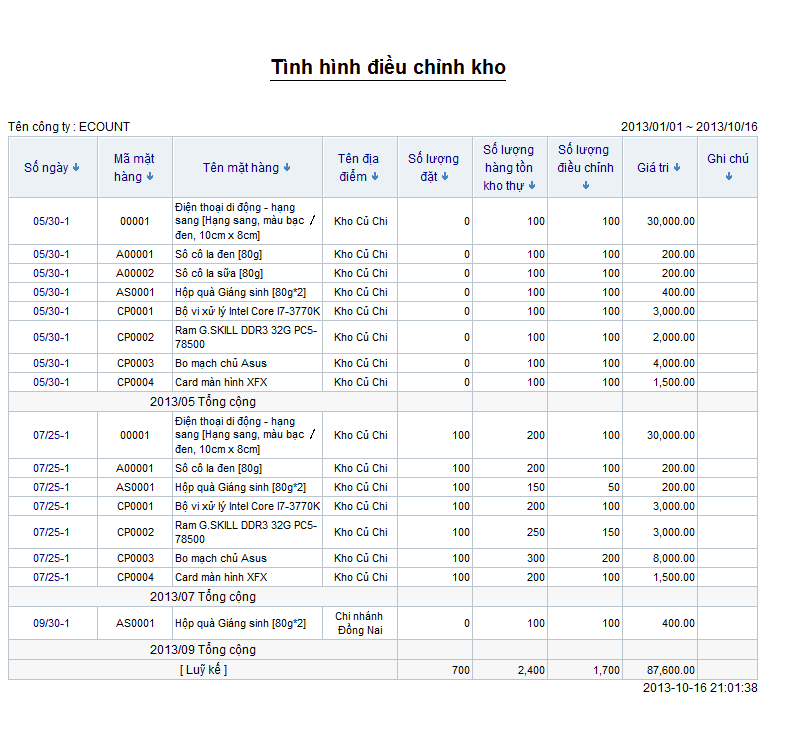 Tình hình điều chỉnh kho
Tên công ty : ECOUNT 2013/01/01 ~ 2013/10/16
Số ngày Mã mặt hàng Tên mặt hàng Tên địa điểm Số lượng đặt Số lượng hàng tồn kho thự Số lượng điều chỉnh Giá tri Ghi chú
05/30-1 00001 Điện thoại di động - hạng sang [Hạng sang, màu bạc / đen, 10cm x 8cm] Kho Củ Chi 0 100 100 30,000.00
05/30-1 A00001 Sô cô la đen [80g] Kho Củ Chi 0 100 100 200.00
05/30-1 A00002 Sô cô la sữa [80g] Kho Củ Chi 0 100 100 200.00
05/30-1 AS0001 Hộp quà Giáng sinh [80g*2] Kho Củ Chi 0 100 100 400.00
05/30-1 CP0001 Bộ vi xử lý Intel Core I7-3770K Kho Củ Chi 0 100 100 3,000.00
05/30-1 CP0002 Ram G.SKILL DDR3 32G PC5-78500 Kho Củ Chi 0 100 100 2,000.00
05/30-1 CP0003 Bo mạch chủ Asus Kho Củ Chi 0 100 100 4,000.00
05/30-1 CP0004 Card màn hình XFX Kho Củ Chi 0 100 100 1,500.00
2013/05 Tổng cộng
07/25-1 00001 Điện thoại di động - hạng sang [Hạng sang, màu bạc / đen, 10cm x 8cm] Kho Củ Chi 100 200 100 30,000.00
07/25-1 A00001 Sô cô la đen [80g] Kho Củ Chi 100 200 100 200.00
07/25-1 AS0001 Hộp quà Giáng sinh [80g*2] Kho Củ Chi 100 150 50 200.00
07/25-1 CP0001 Bộ vi xử lý Intel Core I7-3770K Kho Củ Chi 100 200 100 3,000.00
07/25-1 CP0002 Ram G.SKILL DDR3 32G PC5-78500 Kho Củ Chi 100 250 150 3,000.00
07/25-1 CP0003 Bo mạch chủ Asus Kho Củ Chi 100 300 200 8,000.00
07/25-1 CP0004 Card màn hình XFX Kho Củ Chi 100 200 100 1,500.00
2013/07 Tổng cộng
09/30-1 AS0001 Hộp quà Giáng sinh [80g*2] Chi nhánh Đồng Nai 0 100 100 400.00
2013/09 Tổng cộng
[ Luỹ kế ] 700 2,400 1,700 87,600.00
2013-10-16 21:01:38